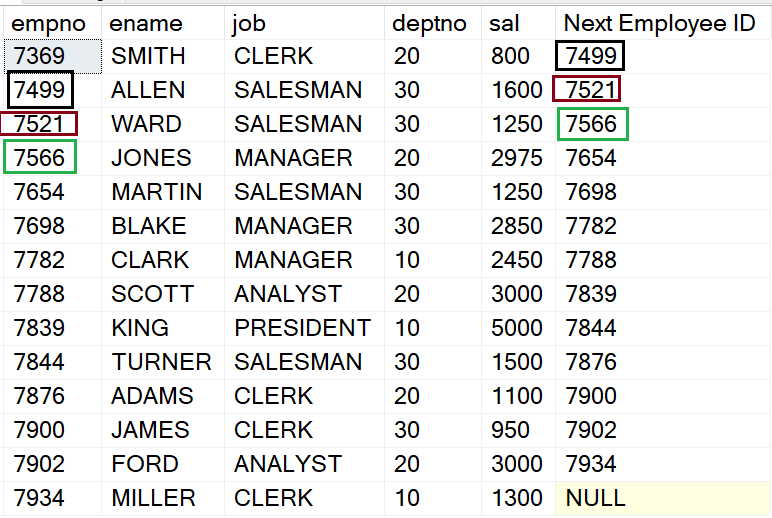 empno ename job deptno sal Next Employee ID
7369 SMITH CLERK 20 800 7499
7499 ALLEN SALESMAN 30 1600 7521
7521 WARD SALESMAN 30 1250 7566
7566 JONES MANAGER 20 2975 7654
7654 MARTIN SALESMAN 30 1250 7698
7698 BLAKE MANAGER 30 2850 7782
7782 CLARK MANAGER 10 2450 7788
7788 SCOTT ANALYST 20 3000 7839
7839 KING PRESIDENT 10 5000 7844
7844 TURNER SALESMAN 30 1500 7876
7876 ADAMS CLERK 20 1100 7900
7900 JAMES CLERK 30 950 7902
7902 FORD ANALYST 20 3000 7934
7934 MILLER CLERK 10 1300 NULL